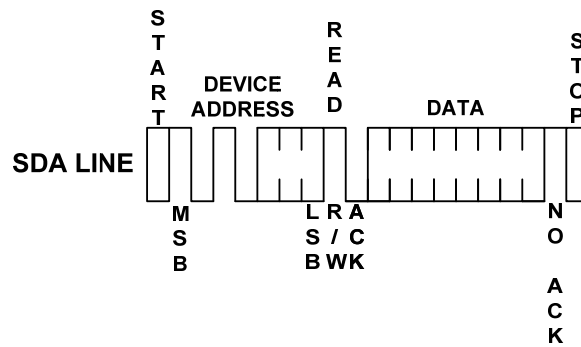 START
READ
STOP
DEVICE
ADDRESS
DATA
SDA LINE
MSB
LSB
R/W
ACK
NO ACK